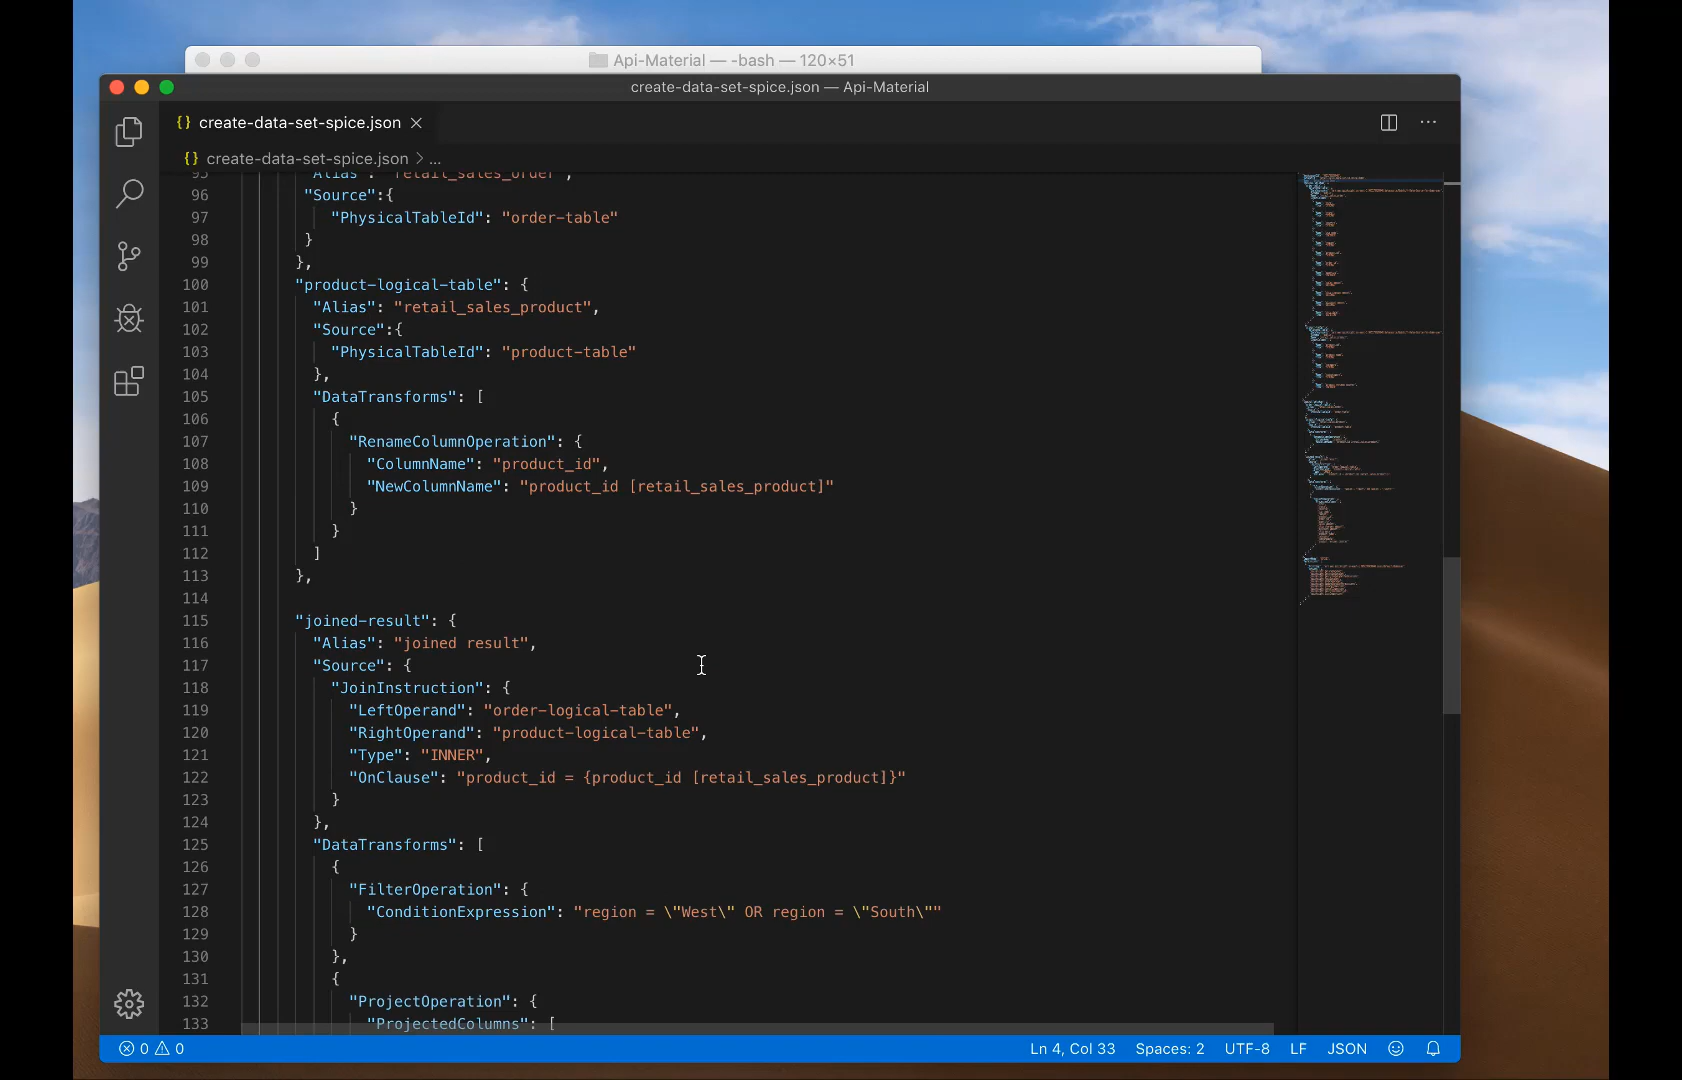 Api-Material — -bash — 120×51
create-data-set-spice.json — Api-Material
{} create-data-set-spice.json ×
{} create-data-set-spice.json > ...
95 "Alias": "retail_sales_order",
96 "Source":{
97 "PhysicalTableId": "order-table"
98 }
99 },
100 "product-logical-table": {
101 "Alias": "retail_sales_product",
102 "Source":{
103 "PhysicalTableId": "product-table"
104 },
105 "DataTransforms": [
106 {
107 "RenameColumnOperation": {
108 "ColumnName": "product_id",
109 "NewColumnName": "product_id [retail_sales_product]"
110 }
111 }
112 ]
113 },
114
115 "joined-result": {
116 "Alias": "joined result",
117 "Source": {
118 "JoinInstruction": {
119 "LeftOperand": "order-logical-table",
120 "RightOperand": "product-logical-table",
121 "Type": "INNER",
122 "OnClause": "product_id = {product_id [retail_sales_product]}"
123 }
124 },
125 "DataTransforms": [
126 {
127 "FilterOperation": {
128 "ConditionExpression": "region = \"West\" OR region = \"South\""
129 }
130 },
131 {
132 "ProjectOperation": {
133 "ProjectedColumns": [
0 0 Ln 4, Col 33 Spaces: 2 UTF-8 LF JSON